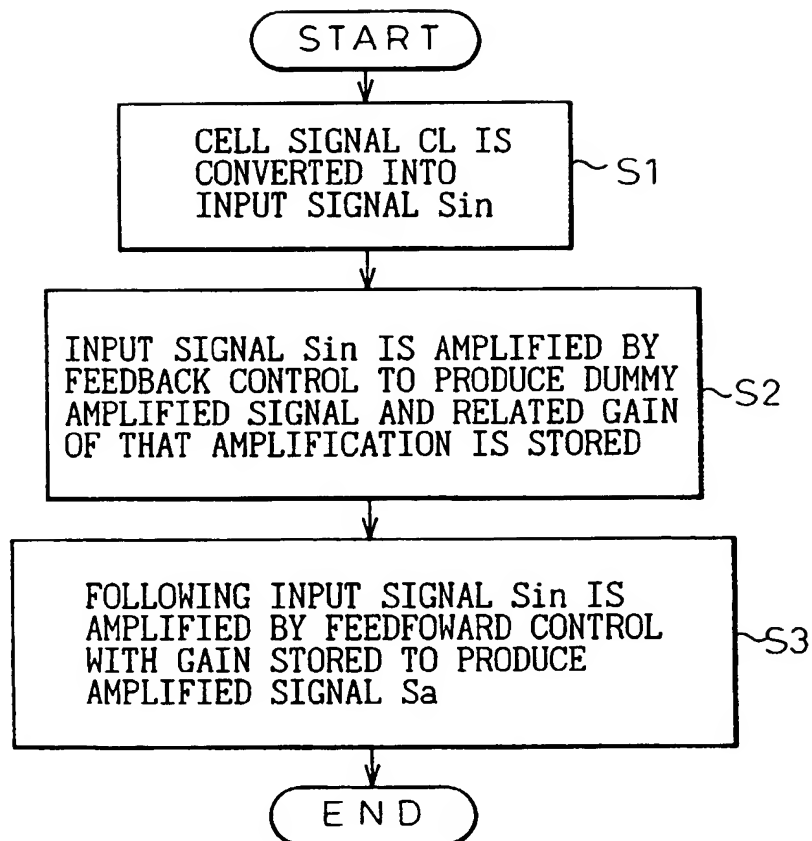 START
CELL SIGNAL CL IS
CONVERTED INTO
INPUT SIGNAL Sin
S1
INPUT SIGNAL Sin IS AMPLIFIED BY
FEEDBACK CONTROL TO PRODUCE DUMMY
AMPLIFIED SIGNAL AND RELATED GAIN
OF THAT AMPLIFICATION IS STORED
S2
FOLLOWING INPUT SIGNAL Sin IS
AMPLIFIED BY FEEDFOWARD CONTROL
WITH GAIN STORED TO PRODUCE
AMPLIFIED SIGNAL Sa
S3
END